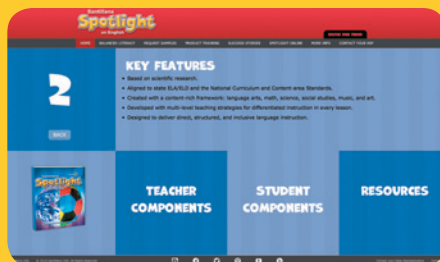 Santillana
Spotlight
on English
HOME BALANCED LITERACY REQUEST SAMPLES PRODUCT TRAINING SUCCESS STORIES SPOTLIGHT ONLINE MORE INFO CONTACT YOUR REP
KEY FEATURES
• Based on scientific research.
• Aligned to state ELA/ELD and the National Curriculum and Content-area Standards.
• Created with a content-rich framework: language arts, math, science, social studies, music, and art.
• Developed with multi-level teaching strategies for differentiated instruction in every lesson.
• Designed to deliver direct, structured, and inclusive language instruction.
2
BACK
Spotlight
TEACHER
COMPONENTS
STUDENT
COMPONENTS
RESOURCES